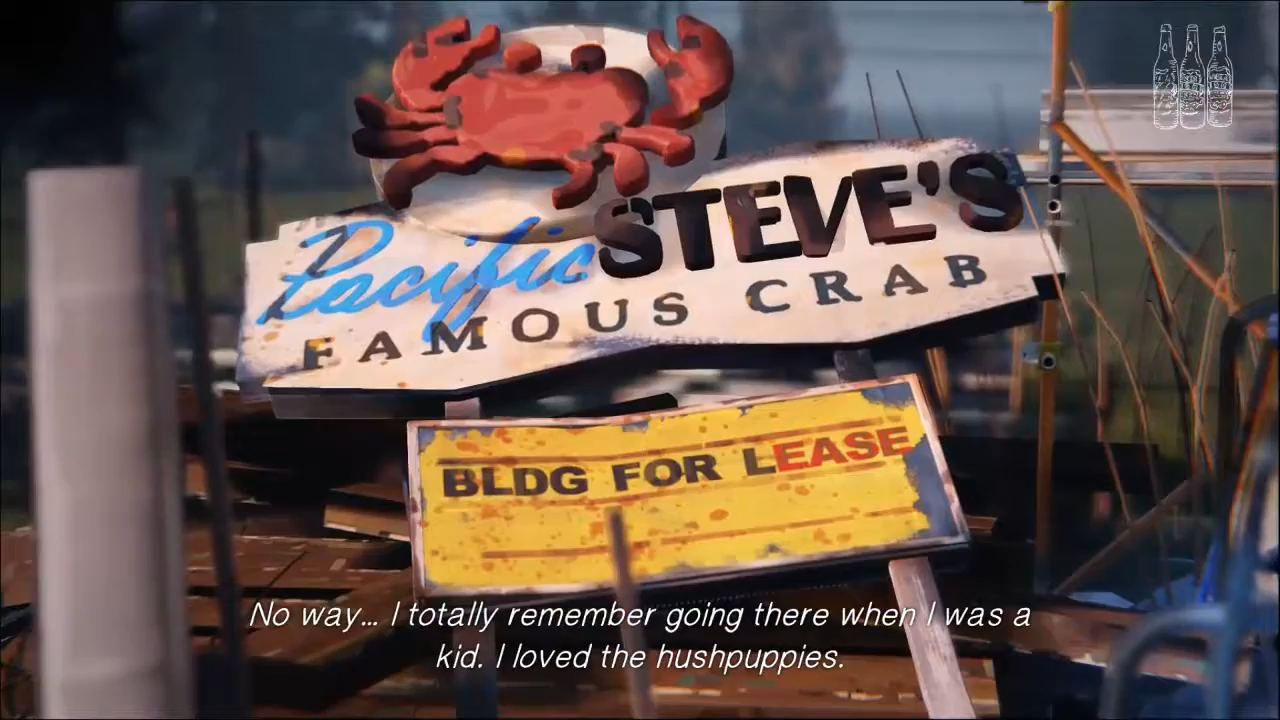 Pacific STEVE'S
FAMOUS CRAB
BLDG FOR LEASE
No way... I totally remember going there when I was a
kid. I loved the hushpuppies.